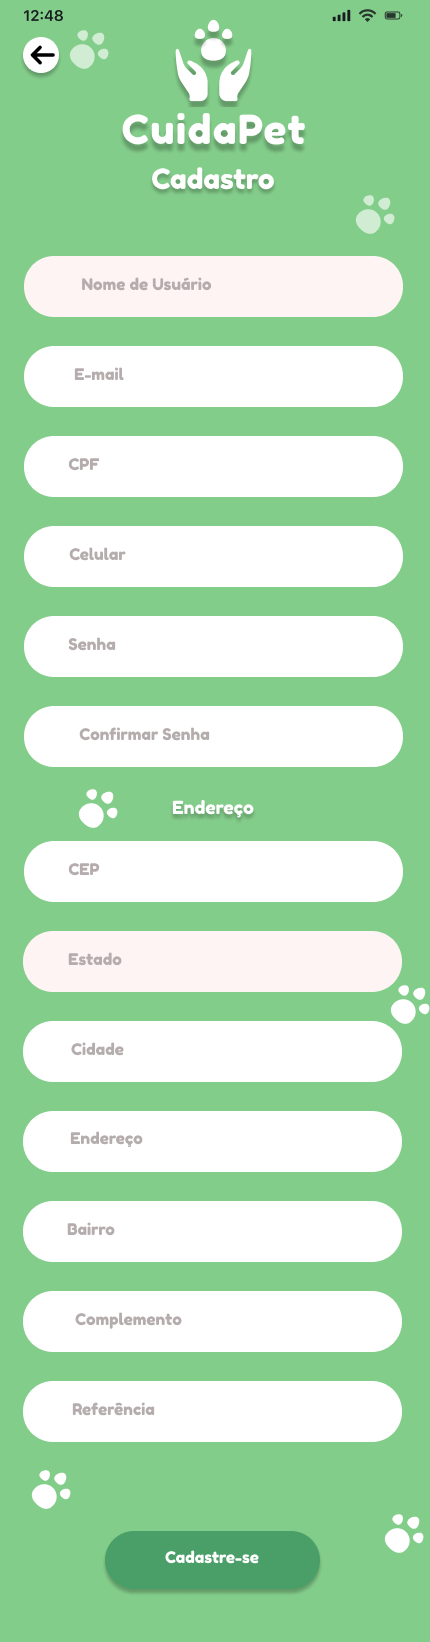 12:48
CuidaPet
Cadastro
Nome de Usuário
E-mail
CPF
Celular
Senha
Confirmar Senha
Endereço
CEP
Estado
Cidade
Endereço
Bairro
Complemento
Referência
Cadastre-se